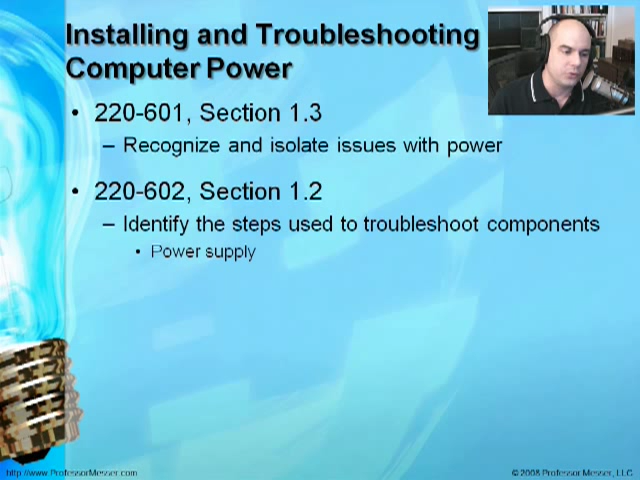 Installing and Troubleshooting
Computer Power
• 220-601, Section 1.3
– Recognize and isolate issues with power
• 220-602, Section 1.2
– Identify the steps used to troubleshoot components
• Power supply
http://www.ProfessorMesser.com
© 2008 Professor Messer, LLC